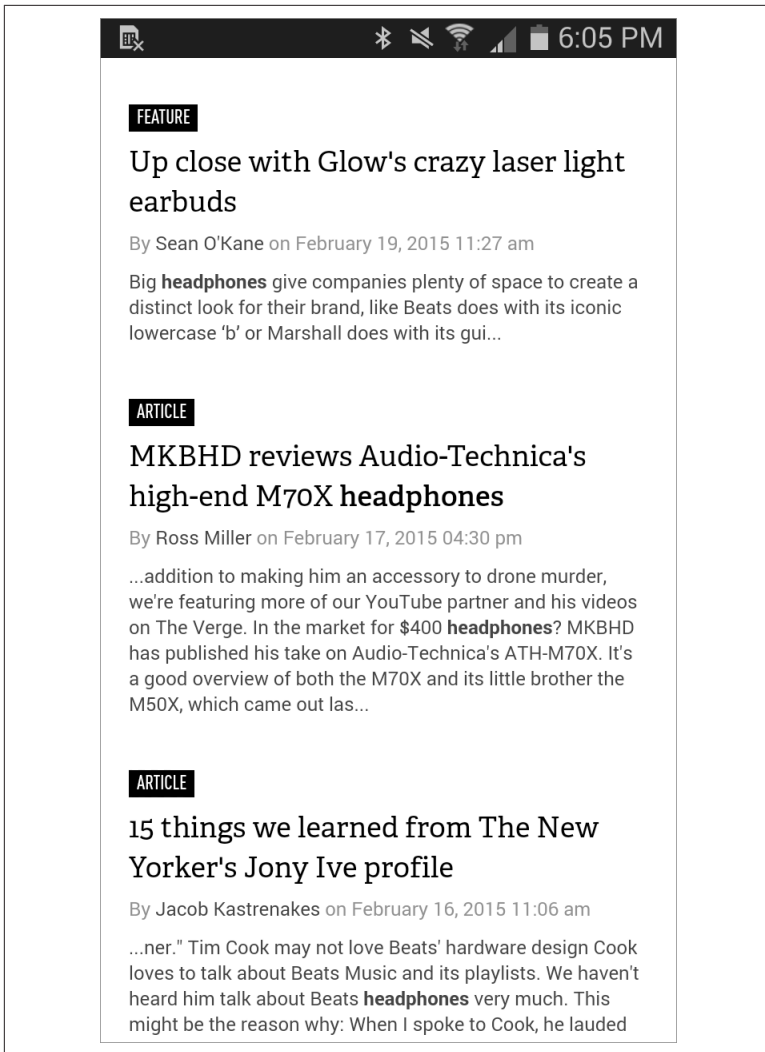 6:05 PM
FEATURE
Up close with Glow's crazy laser light
earbuds
By Sean O'Kane on February 19, 2015 11:27 am
Big headphones give companies plenty of space to create a
distinct look for their brand, like Beats does with its iconic
lowercase ‘b’ or Marshall does with its gui...
ARTICLE
MKBHD reviews Audio-Technica's
high-end M70X headphones
By Ross Miller on February 17, 2015 04:30 pm
...addition to making him an accessory to drone murder,
we're featuring more of our YouTube partner and his videos
on The Verge. In the market for $400 headphones? MKBHD
has published his take on Audio-Technica's ATH-M70X. It's
a good overview of both the M70X and its little brother the
M50X, which came out las...
ARTICLE
15 things we learned from The New
Yorker's Jony Ive profile
By Jacob Kastrenakes on February 16, 2015 11:06 am
...ner." Tim Cook may not love Beats' hardware design Cook
loves to talk about Beats Music and its playlists. We haven't
heard him talk about Beats headphones very much. This
might be the reason why: When I spoke to Cook, he lauded